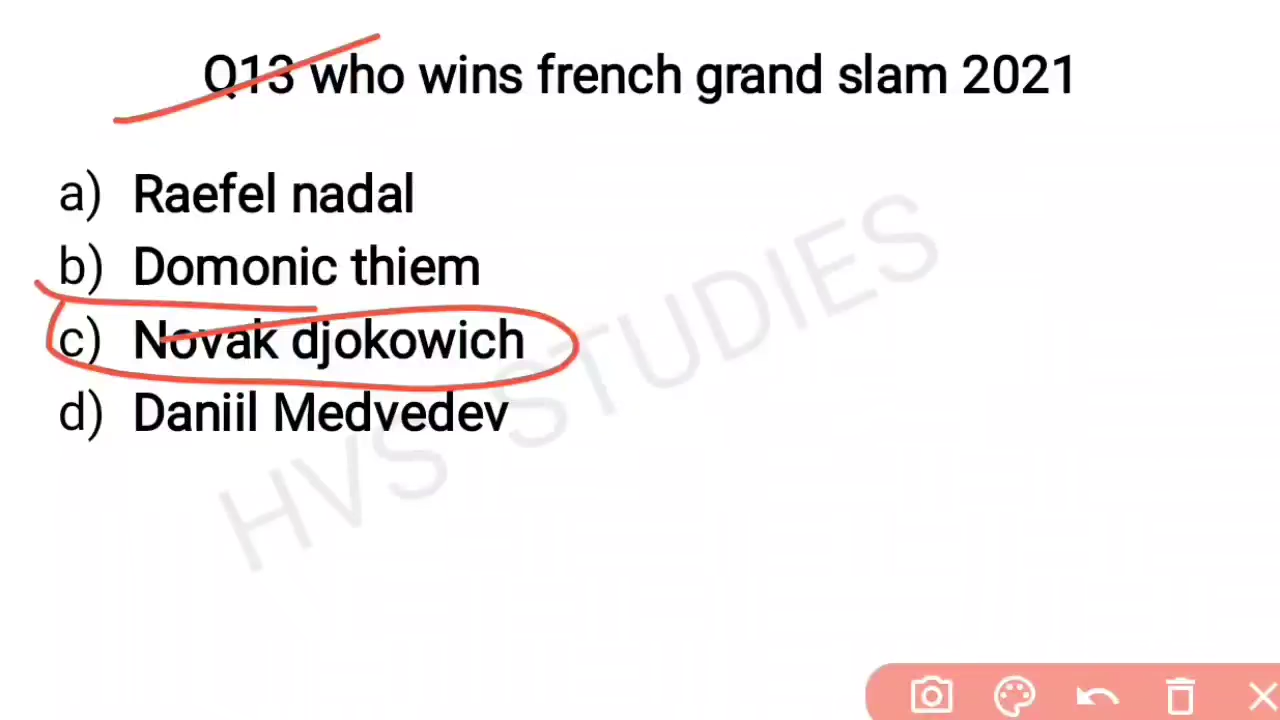 Q13 who wins french grand slam 2021
a) Raefel nadal
b) Domonic thiem
c) Novak djokowich
d) Daniil Medvedev
HVS STUDIES